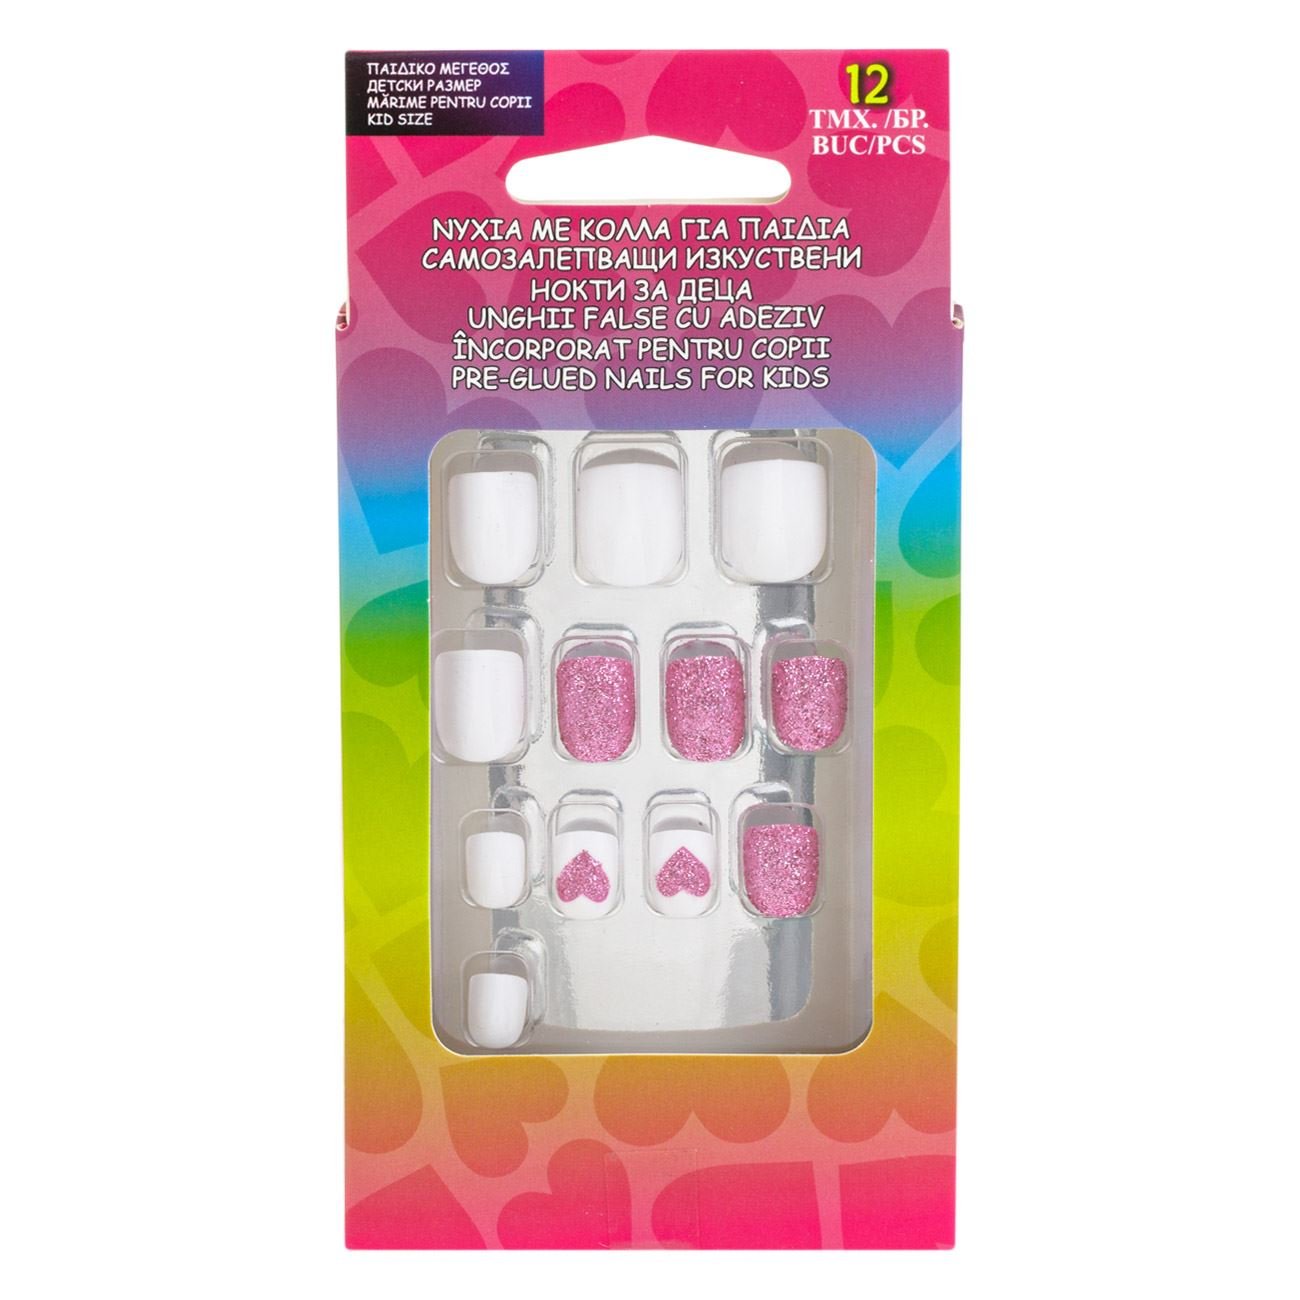 ΠΑΙΔΙΚΟ ΜΕΓΕΘΟΣ
ДЕТСКИ РАЗМЕР
MĂRIME PENTRU COPII
KID SIZE
12
ΤΜΧ. /БР.
BUC/PCS
ΝΥΧΙΑ ΜΕ ΚΟΛΛΑ ΓΙΑ ΠΑΙΔΙΑ
САМОЗАЛЕПВАЩИ ИЗКУСТВЕНИ
НОКТИ ЗА ДЕЦА
UNGHII FALSE CU ADEZIV
ÎNCORPORAT PENTRU COPII
PRE-GLUED NAILS FOR KIDS